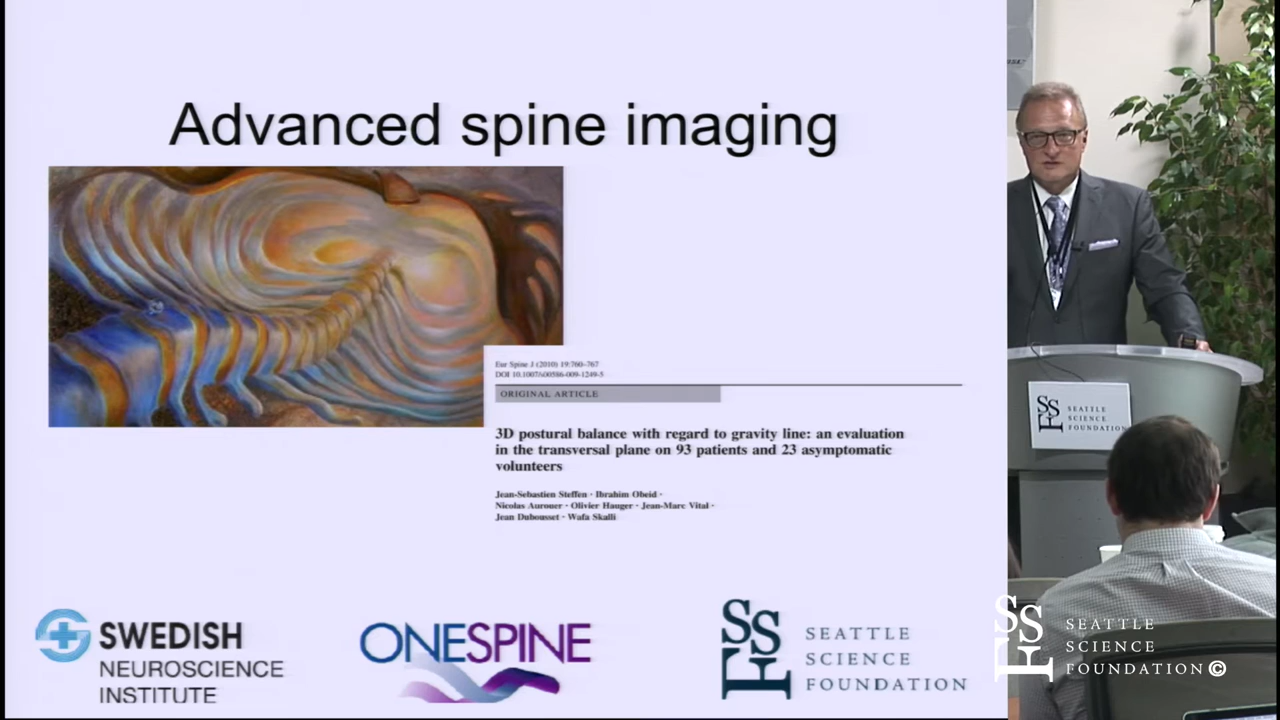 Advanced spine imaging
Eur Spine J (2010) 19:760–767
DOI 10.1007/s00586-009-1249-5
ORIGINAL ARTICLE
3D postural balance with regard to gravity line: an evaluation
in the transversal plane on 93 patients and 23 asymptomatic
volunteers
Jean-Sebastien Steffen · Ibrahim Obeid ·
Nicolas Aurouer · Olivier Hauger · Jean-Marc Vital ·
Jean Dubousset · Wafa Skalli
SWEDISH
NEUROSCIENCE
INSTITUTE
ONESPINE
SSF
SEATTLE
SCIENCE
FOUNDATION
SSF
SEATTLE
SCIENCE
FOUNDATION
SSF
SEATTLE
SCIENCE
FOUNDATION©